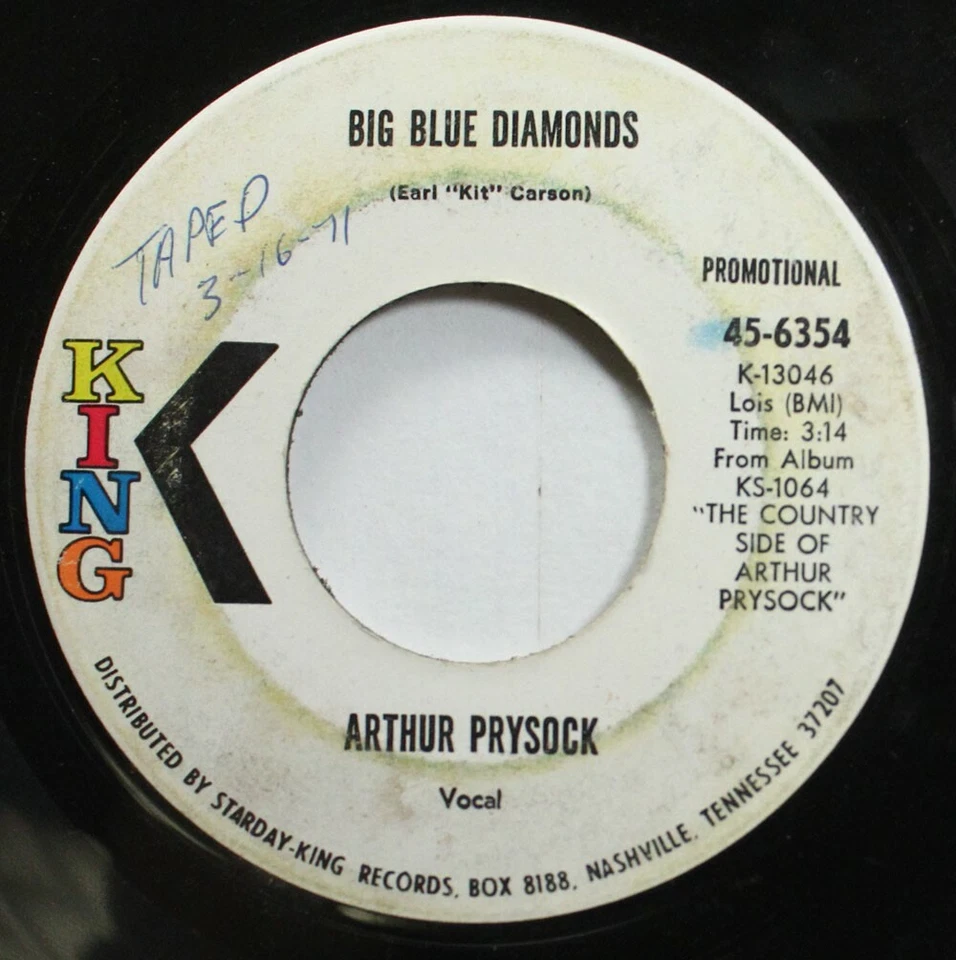 BIG BLUE DIAMONDS
(Earl "Kit" Carson)
TAPED
3-16-71
PROMOTIONAL
45-6354
K-13046
Lois (BMI)
Time: 3:14
From Album
KS-1064
"THE COUNTRY
SIDE OF
ARTHUR
PRYSOCK"
KING
K
ARTHUR PRYSOCK
Vocal
DISTRIBUTED BY STARDAY-KING RECORDS, BOX 8188, NASHVILLE, TENNESSEE 37207